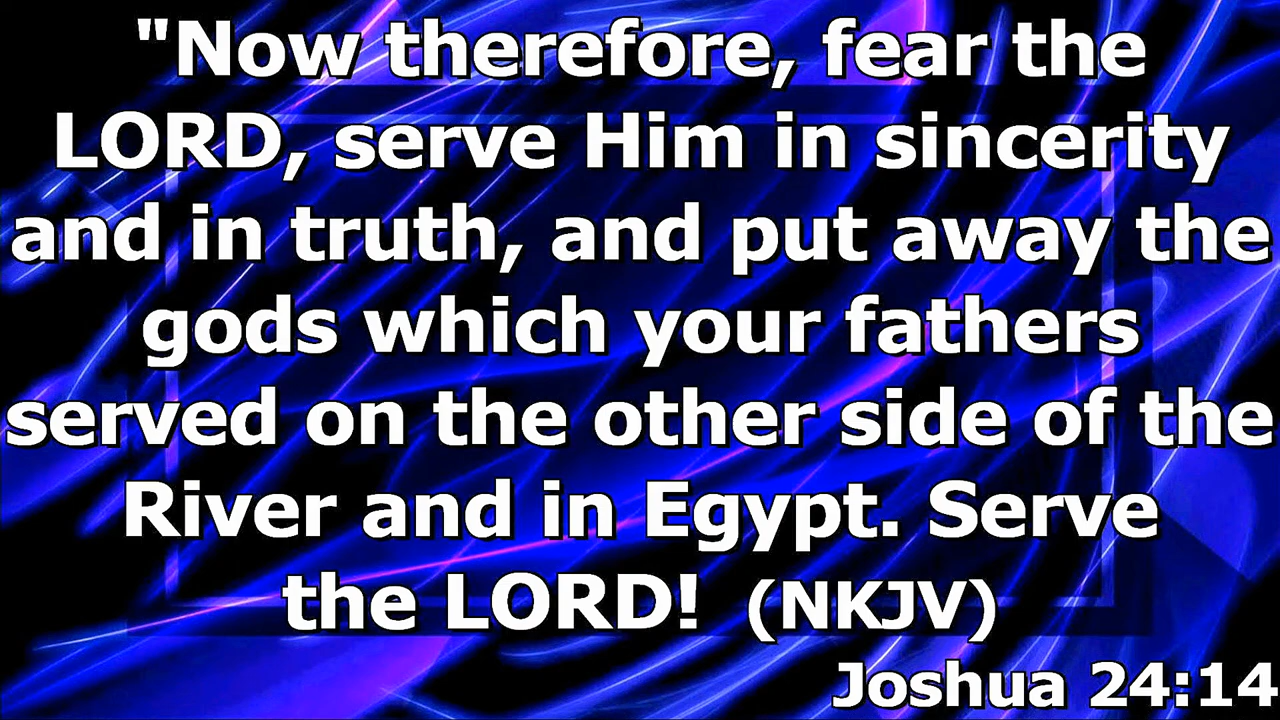 "Now therefore, fear the
LORD, serve Him in sincerity
and in truth, and put away the
gods which your fathers
served on the other side of the
River and in Egypt. Serve
the LORD! (NKJV)
Joshua 24:14